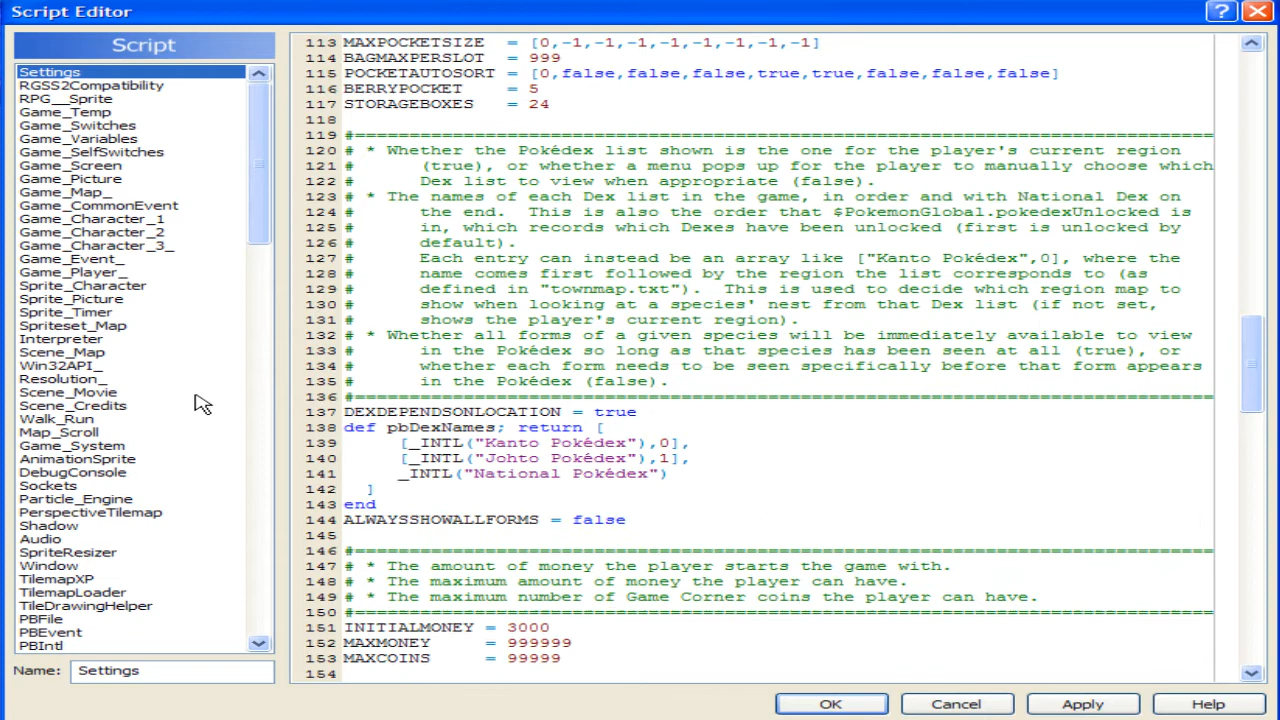 Script Editor
Script
Settings
RGSS2Compatibility
RPG__Sprite
Game_Temp
Game_Switches
Game_Variables
Game_SelfSwitches
Game_Screen
Game_Picture
Game_Map_
Game_CommonEvent
Game_Character_1
Game_Character_2
Game_Character_3_
Game_Event_
Game_Player_
Sprite_Character
Sprite_Picture
Sprite_Timer
Spriteset_Map
Interpreter
Scene_Map
Win32API_
Resolution_
Scene_Movie
Scene_Credits
Walk_Run
Map_Scroll
Game_System
AnimationSprite
DebugConsole
Sockets
Particle_Engine
PerspectiveTilemap
Shadow
Audio
SpriteResizer
Window
TilemapXP
TilemapLoader
TileDrawingHelper
PBFile
PBEvent
PBIntl
Name: Settings
113 MAXPOCKETSIZE  = [0,-1,-1,-1,-1,-1,-1,-1,-1]
114 BAGMAXPERSLOT  = 999
115 POCKETAUTOSORT = [0,false,false,false,true,true,false,false,false]
116 BERRYPOCKET    = 5
117 STORAGEBOXES   = 24
118
119 #================================================================================
120 # * Whether the Pokédex list shown is the one for the player's current region
121 #      (true), or whether a menu pops up for the player to manually choose which
122 #      Dex list to view when appropriate (false).
123 # * The names of each Dex list in the game, in order and with National Dex on
124 #      the end.  This is also the order that $PokemonGlobal.pokedexUnlocked is
125 #      in, which records which Dexes have been unlocked (first is unlocked by
126 #      default).
127 #      Each entry can instead be an array like ["Kanto Pokédex",0], where the
128 #      name comes first followed by the region the list corresponds to (as
129 #      defined in "townmap.txt").  This is used to decide which region map to
130 #      show when looking at a species' nest from that Dex list (if not set,
131 #      shows the player's current region).
132 # * Whether all forms of a given species will be immediately available to view
133 #      in the Pokédex so long as that species has been seen at all (true), or
134 #      whether each form needs to be seen specifically before that form appears
135 #      in the Pokédex (false).
136 #================================================================================
137 DEXDEPENDSONLOCATION = true
138 def pbDexNames; return [
139      [_INTL("Kanto Pokédex"),0],
140      [_INTL("Johto Pokédex"),1],
141      _INTL("National Pokédex")
142   ]
143 end
144 ALWAYSSHOWALLFORMS = false
145
146 #================================================================================
147 # * The amount of money the player starts the game with.
148 # * The maximum amount of money the player can have.
149 # * The maximum number of Game Corner coins the player can have.
150 #================================================================================
151 INITIALMONEY = 3000
152 MAXMONEY     = 999999
153 MAXCOINS     = 99999
154
OK Cancel Apply Help